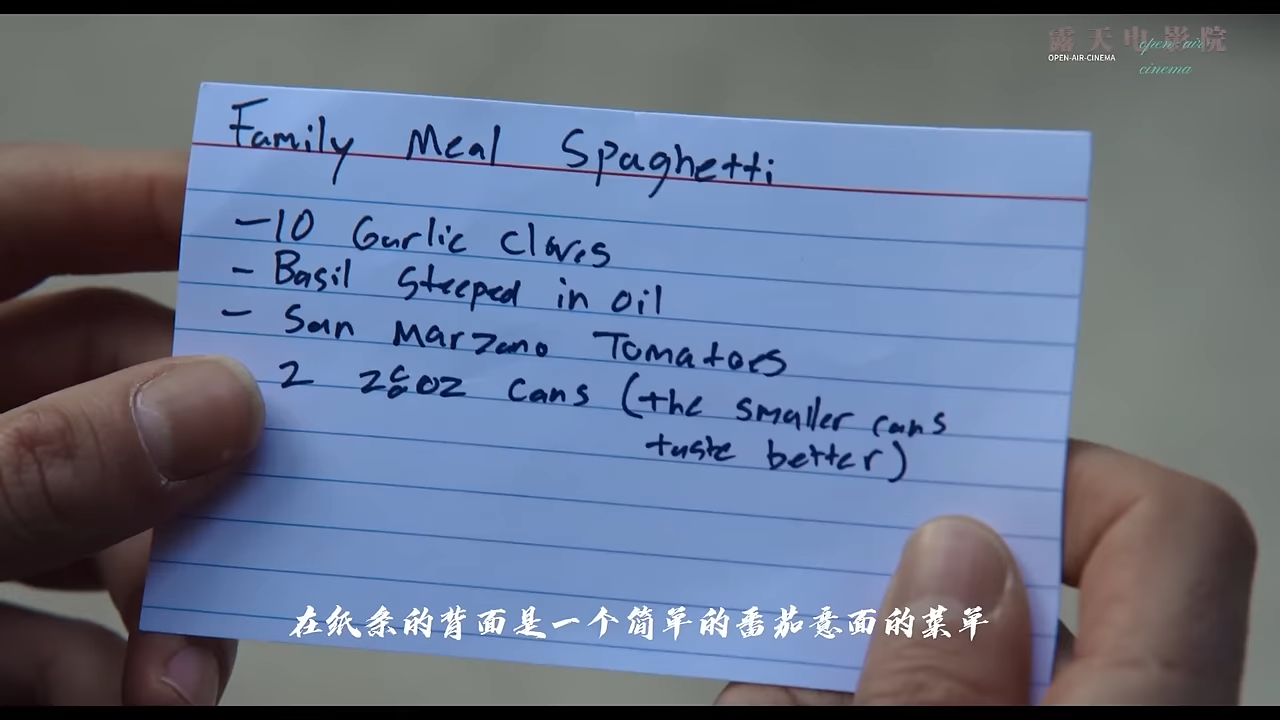 露天电影院
OPEN-AIR-CINEMA
open-air
cinema
Family Meal Spaghetti
-10 Garlic Cloves
- Basil Steeped in oil
- San Marzano Tomatoes
2 28oz cans (the smaller cans
taste better)
在纸条的背面是一个简单的番茄意面的菜单